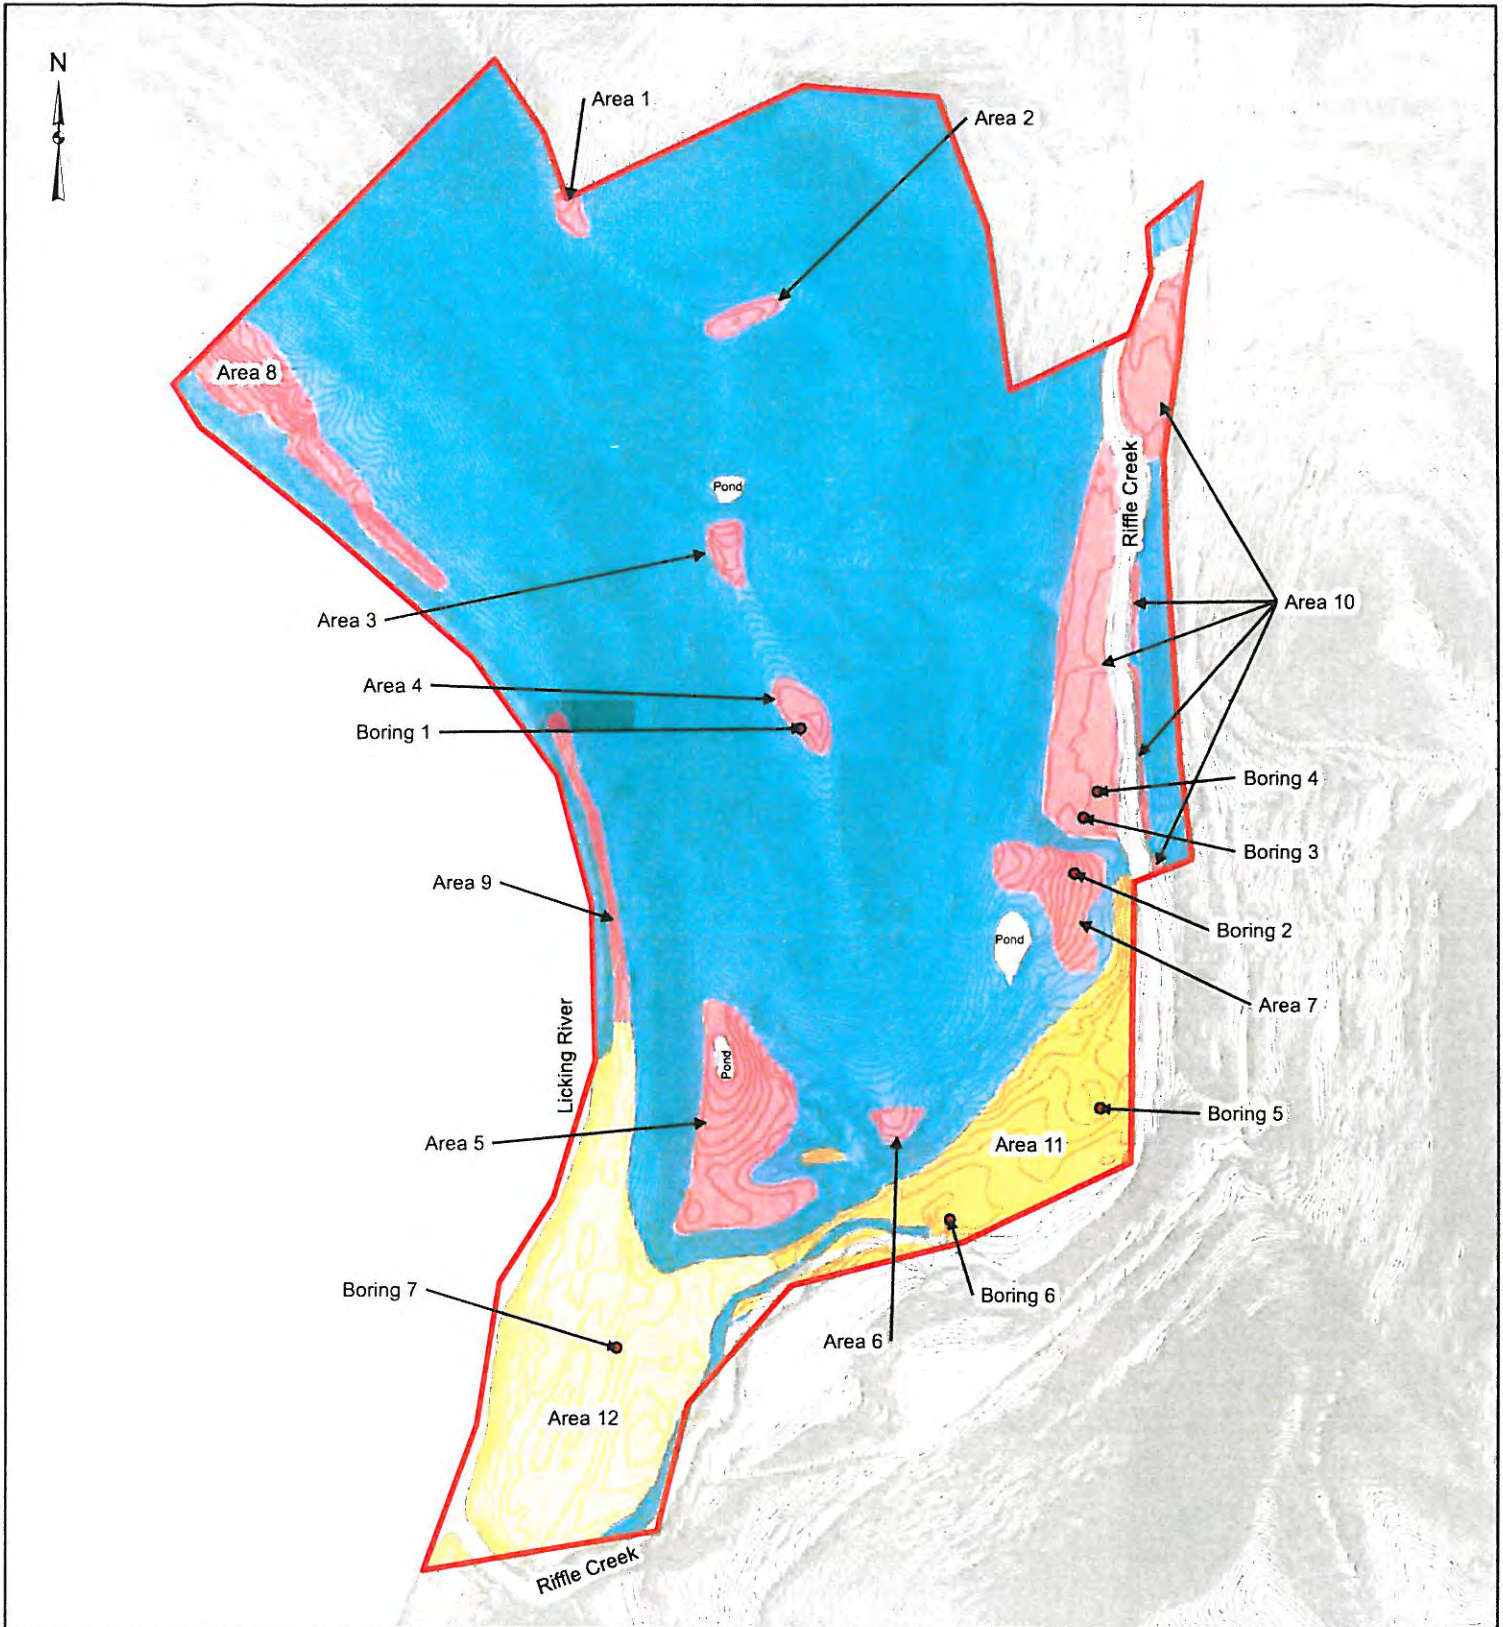 N
Area 1
Area 2
Area 8
Pond
Riffle Creek
Area 3
Area 10
Area 4
Boring 1
Boring 4
Boring 3
Area 9
Boring 2
Pond
Area 7
Licking River
Pond
Boring 5
Area 5
Area 11
Boring 7
Boring 6
Area 6
Area 12
Riffle Creek